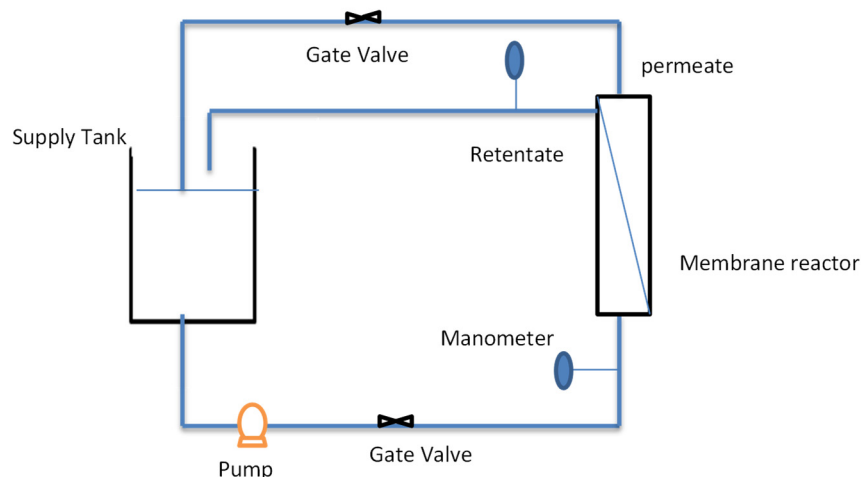 Gate Valve
permeate
Supply Tank
Retentate
Membrane reactor
Manometer
Gate Valve
Pump